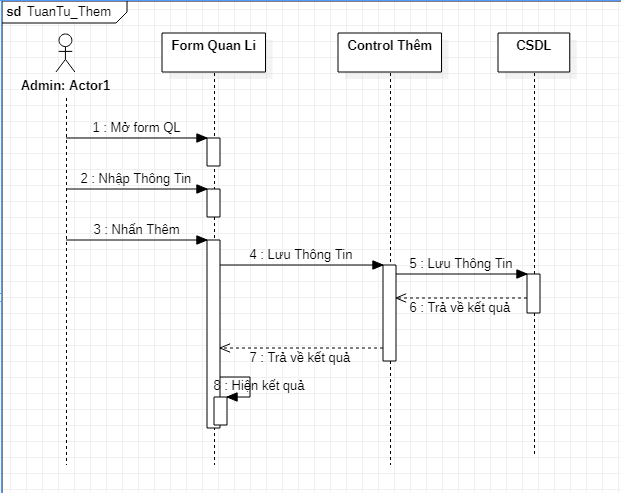 sd TuanTu_Them
Form Quan Li
Control Thêm
CSDL
Admin: Actor1
1 : Mở form QL
2 : Nhập Thông Tin
3 : Nhấn Thêm
4 : Lưu Thông Tin
5 : Lưu Thông Tin
6 : Trả về kết quả
7 : Trả về kết quả
8 : Hiện kết quả